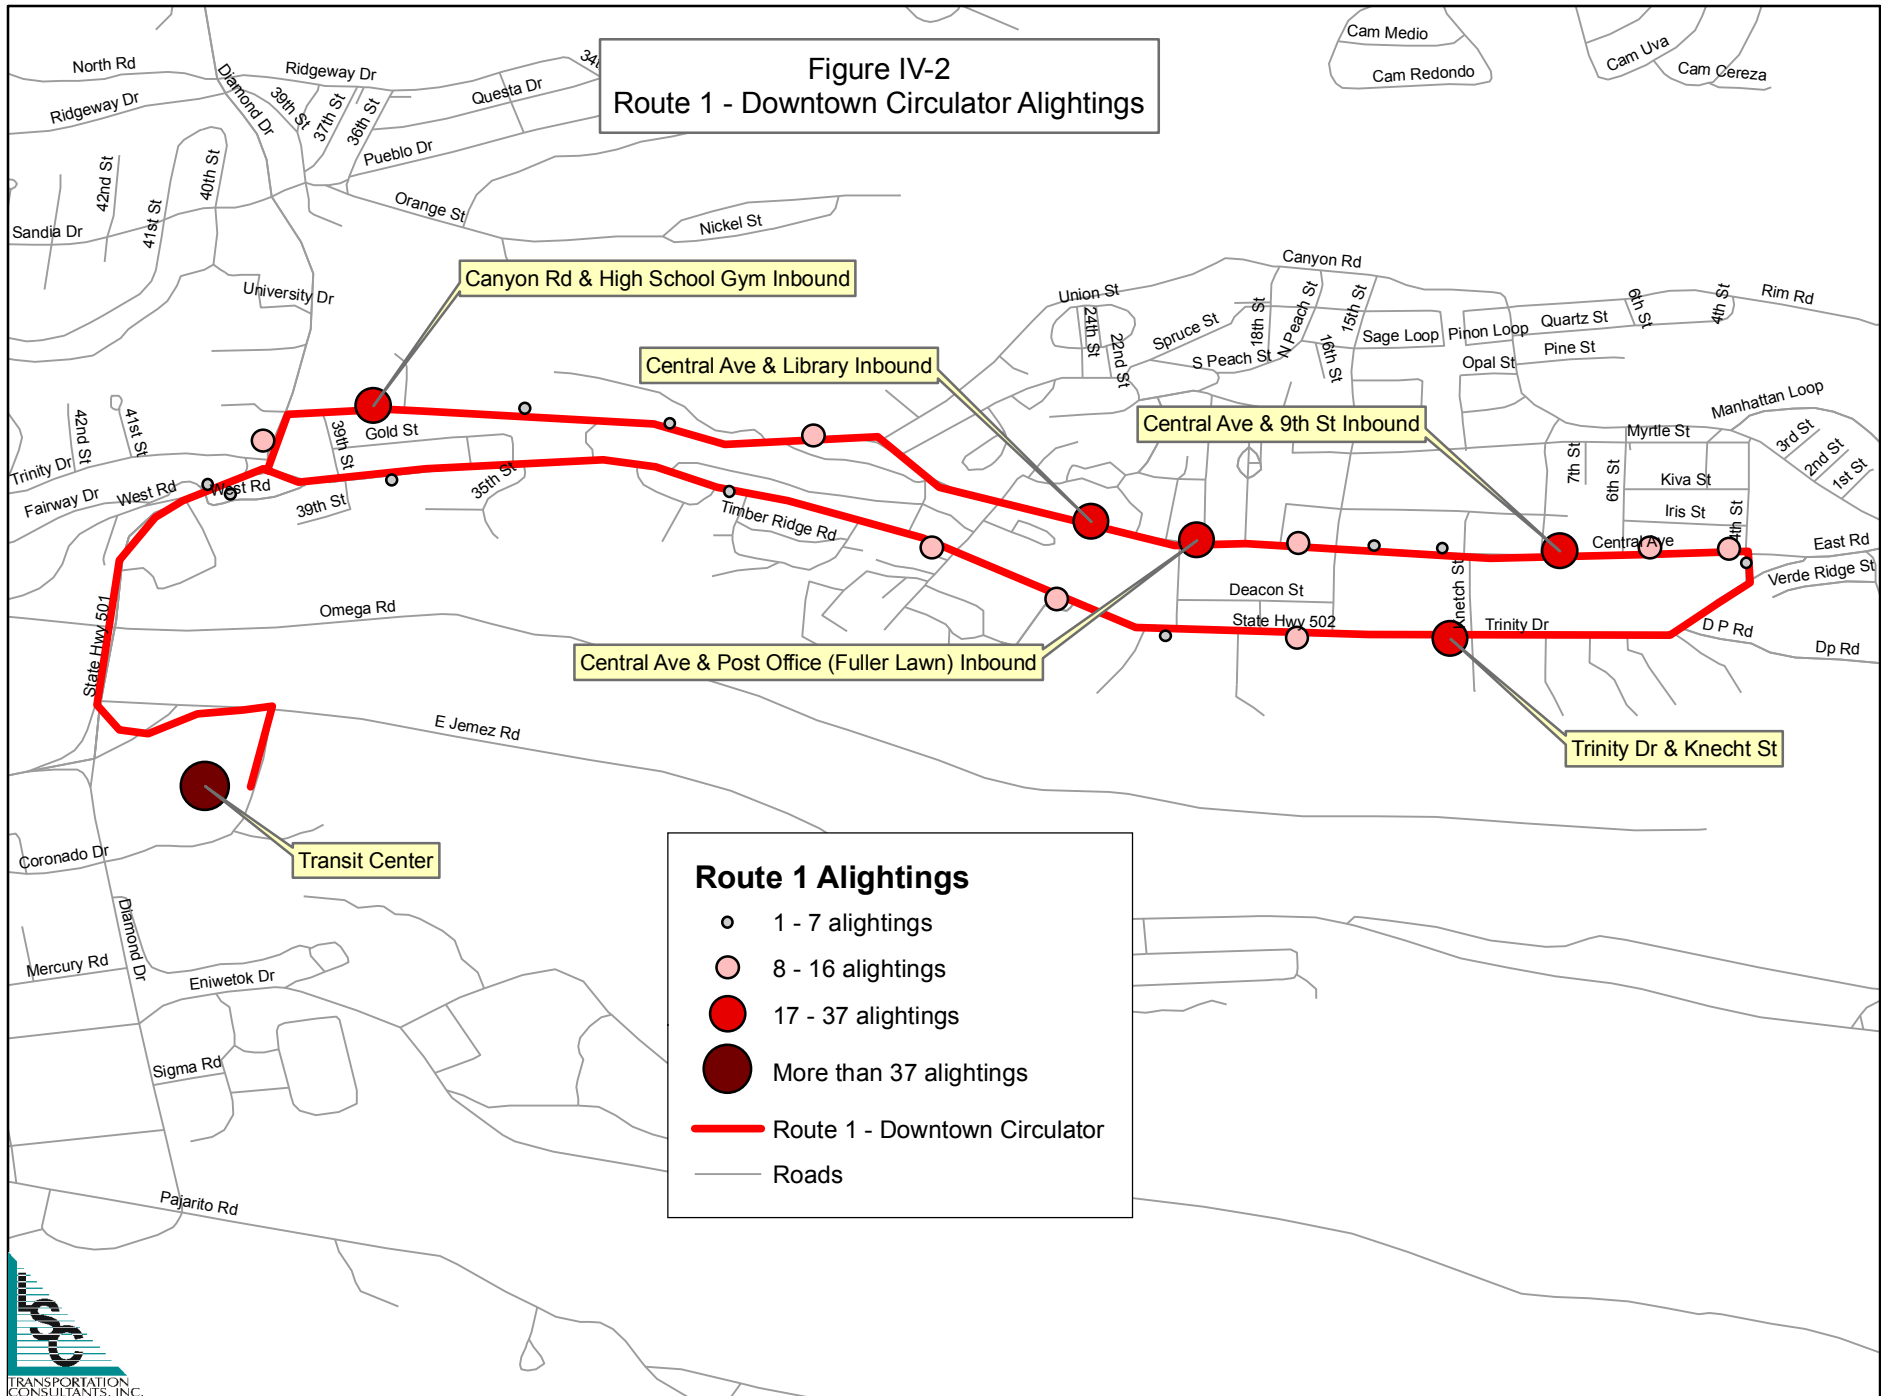 Figure IV-2
Route 1 - Downtown Circulator Alightings
North Rd
Ridgeway Dr
Diamond Dr
Ridgeway Dr
39th St
37th St
36th St
Questa Dr
Pueblo Dr
Cam Medio
Cam Redondo
Cam Uva
Cam Cereza
42nd St
41st St
40th St
Sandia Dr
Orange St
Nickel St
University Dr
Canyon Rd & High School Gym Inbound
Canyon Rd
Union St
24th St
22nd St
Spruce St
18th St
N Peach St
15th St
16th St
S Peach St
Sage Loop
Pinon Loop
Quartz St
6th St
4th St
Rim Rd
Opal St
Pine St
Central Ave & Library Inbound
Central Ave & 9th St Inbound
Manhattan Loop
Myrtle St
3rd St
2nd St
1st St
7th St
6th St
Kiva St
Iris St
4th St
42nd St
41st St
Trinity Dr
Fairway Dr
West Rd
West Rd
39th St
Gold St
39th St
35th St
Timber Ridge Rd
Central Ave
East Rd
Verde Ridge St
Deacon St
State Hwy 502
Knetch St
Trinity Dr
D P Rd
Dp Rd
State Hwy 501
Omega Rd
Central Ave & Post Office (Fuller Lawn) Inbound
Trinity Dr & Knecht St
E Jemez Rd
Transit Center
Coronado Dr
Diamond Dr
Mercury Rd
Eniwetok Dr
Sigma Rd
Pajarito Rd
Route 1 Alightings
1 - 7 alightings
8 - 16 alightings
17 - 37 alightings
More than 37 alightings
Route 1 - Downtown Circulator
Roads
LSC
TRANSPORTATION
CONSULTANTS, INC.